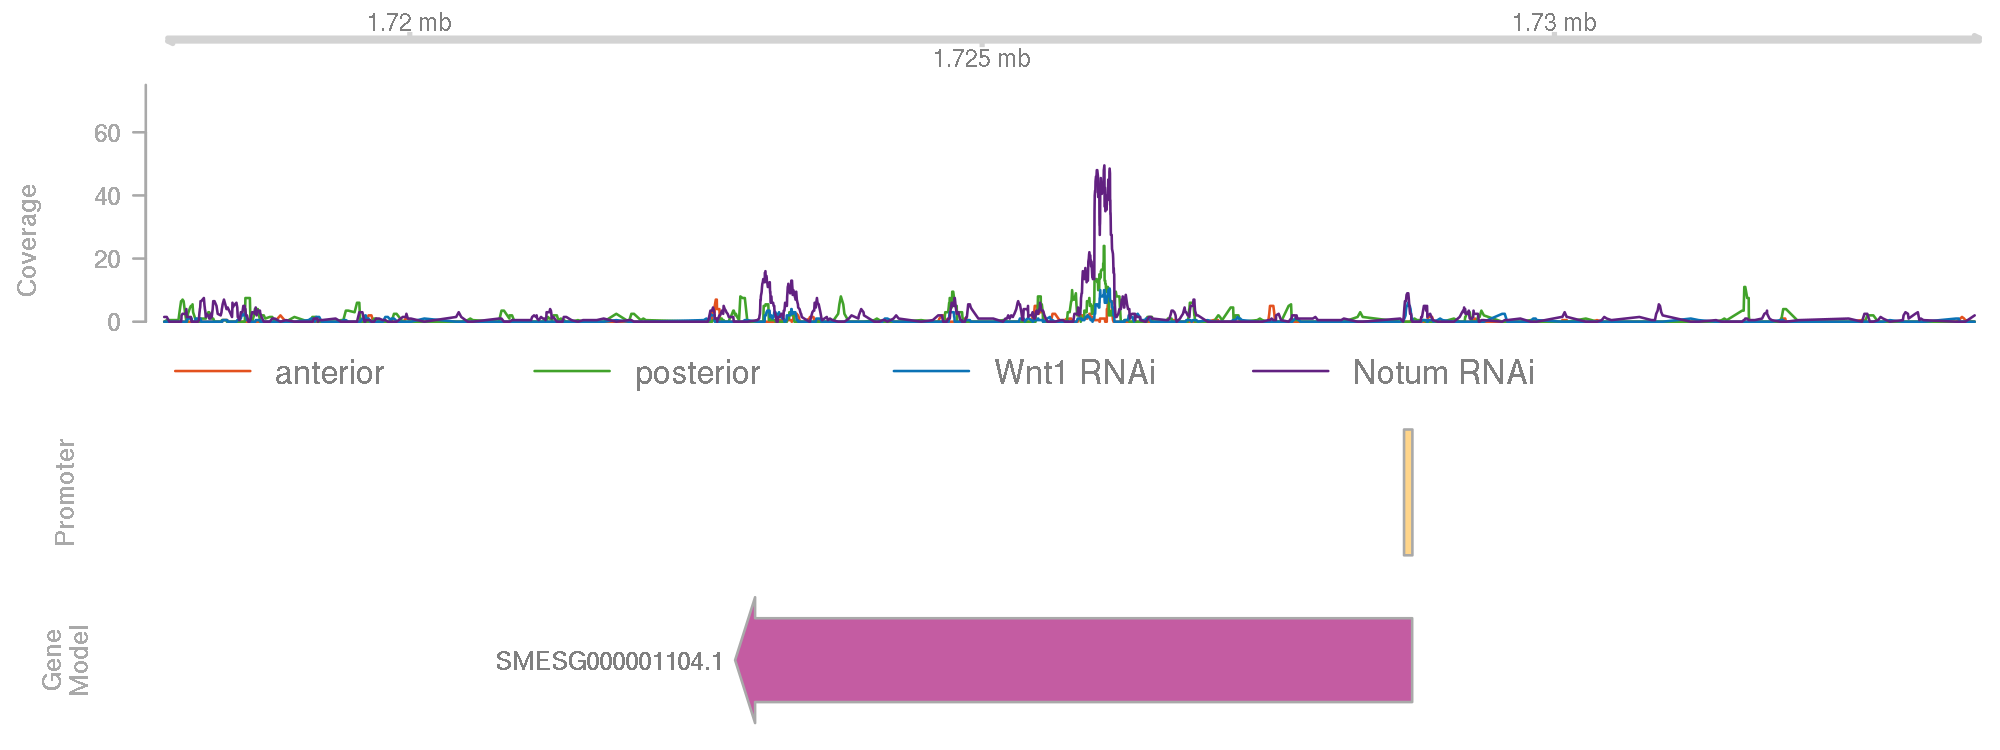 1.72 mb
1.73 mb
1.725 mb
Coverage
60
40
20
0
anterior
posterior
Wnt1 RNAi
Notum RNAi
Promoter
Gene
Model
SMESG000001104.1